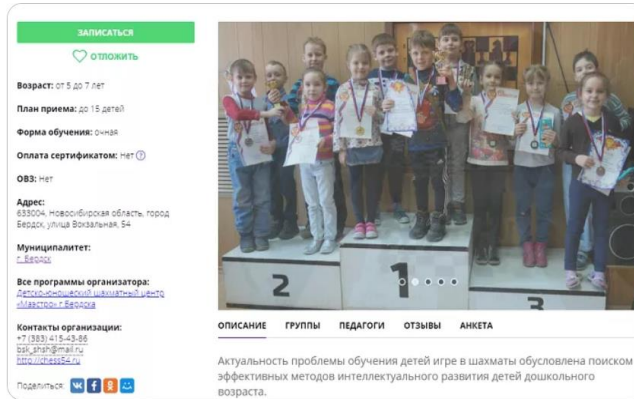 ЗАПИСАТЬСЯ
ОТЛОЖИТЬ
Возраст: от 5 до 7 лет
План приема: до 15 детей
Форма обучения: очная
Оплата сертификатом: Нет ?
ОВЗ: Нет
Адрес:
633004, Новосибирская область, город
Бердск, улица Вокзальная, 54
Муниципалитет:
г. Бердск
Все программы организатора:
Детско-юношеский шахматный центр
«Маэстро» г.Бердска
Контакты организации:
+7 (383) 415-43-86
bsk_shsh@mail.ru
http://chess54.ru
Поделиться:
2
1
3
ОПИСАНИЕ ГРУППЫ ПЕДАГОГИ ОТЗЫВЫ АНКЕТА
Актуальность проблемы обучения детей игре в шахматы обусловлена поиском
эффективных методов интеллектуального развития детей дошкольного
возраста.